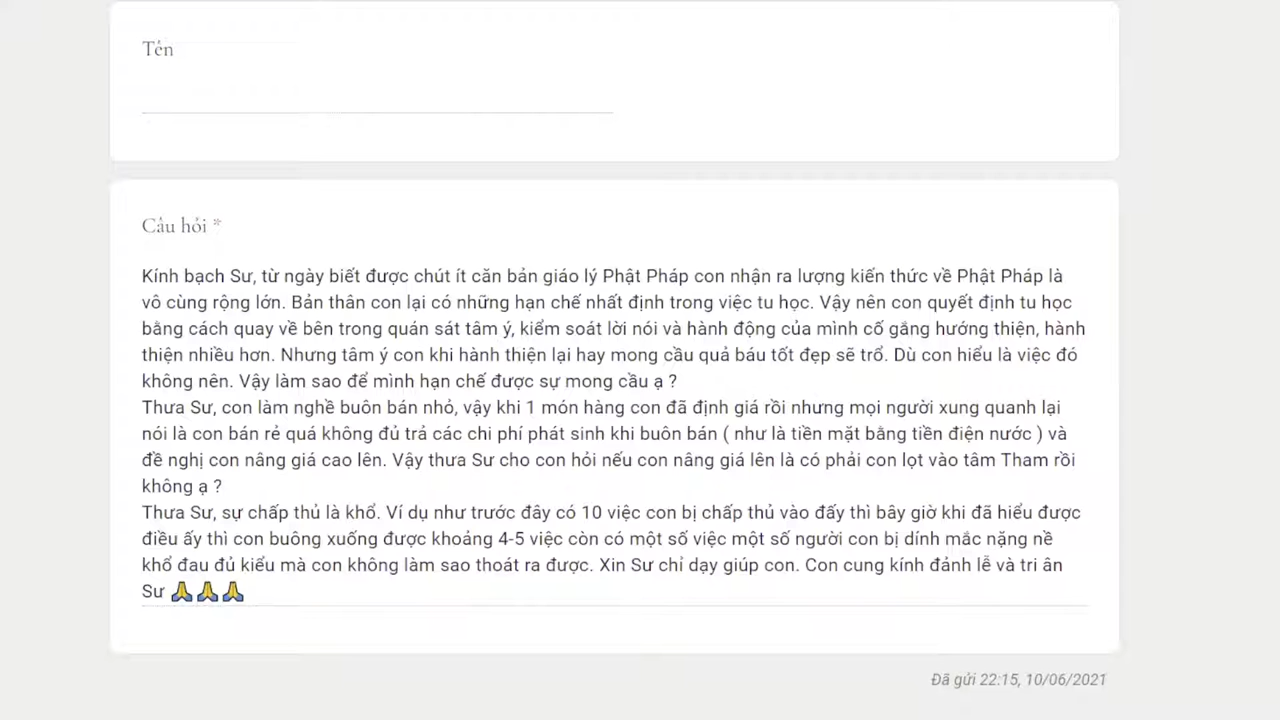 Tên
Câu hỏi *
Kính bạch Sư, từ ngày biết được chút ít căn bản giáo lý Phật Pháp con nhận ra lượng kiến thức về Phật Pháp là
vô cùng rộng lớn. Bản thân con lại có những hạn chế nhất định trong việc tu học. Vậy nên con quyết định tu học
bằng cách quay về bên trong quán sát tâm ý, kiểm soát lời nói và hành động của mình cố gắng hướng thiện, hành
thiện nhiều hơn. Nhưng tâm ý con khi hành thiện lại hay mong cầu quả báu tốt đẹp sẽ trổ. Dù con hiểu là việc đó
không nên. Vậy làm sao để mình hạn chế được sự mong cầu ạ ?
Thưa Sư, con làm nghề buôn bán nhỏ, vậy khi 1 món hàng con đã định giá rồi nhưng mọi người xung quanh lại
nói là con bán rẻ quá không đủ trả các chi phí phát sinh khi buôn bán ( như là tiền mặt bằng tiền điện nước ) và
đề nghị con nâng giá cao lên. Vậy thưa Sư cho con hỏi nếu con nâng giá lên là có phải con lọt vào tâm Tham rồi
không ạ ?
Thưa Sư, sự chấp thủ là khổ. Ví dụ như trước đây có 10 việc con bị chấp thủ vào đấy thì bây giờ khi đã hiểu được
điều ấy thì con buông xuống được khoảng 4-5 việc còn có một số việc một số người con bị dính mắc nặng nề
khổ đau đủ kiểu mà con không làm sao thoát ra được. Xin Sư chỉ dạy giúp con. Con cung kính đảnh lễ và tri ân
Sư 🙏🙏🙏
Đã gửi 22:15, 10/06/2021